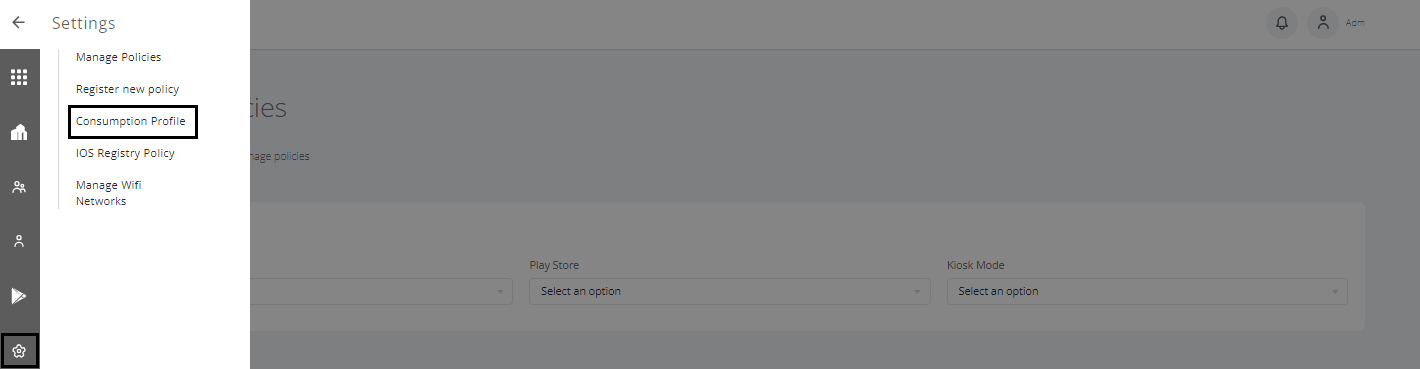 Settings
Adm
Manage Policies
Register new policy
cies
Consumption Profile
IOS Registry Policy
nage policies
Manage Wifi
Networks
Play Store
Kiosk Mode
Select an option
Select an option